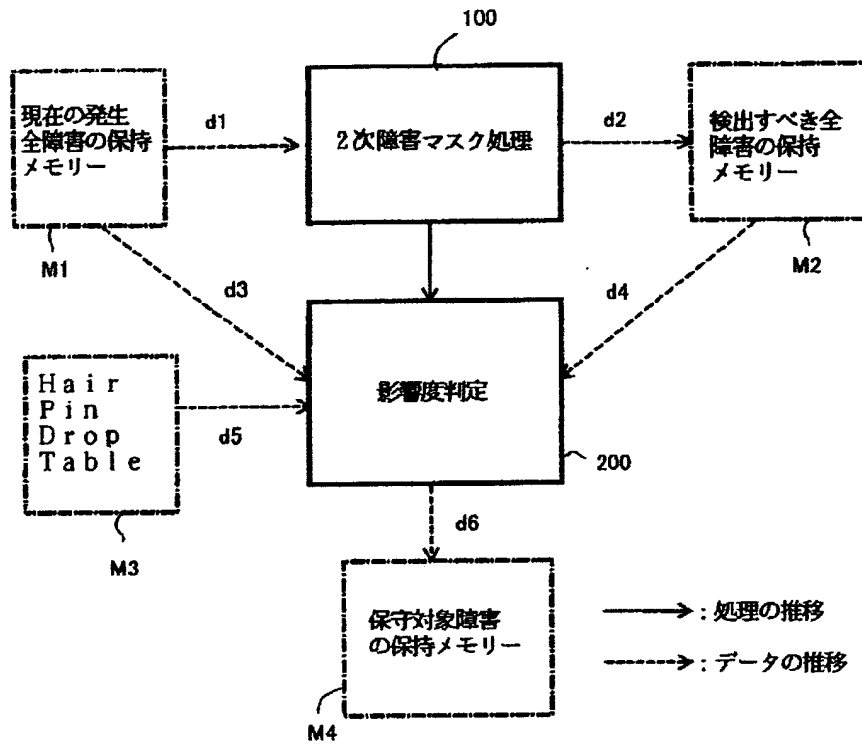 100
現在の発生
全障害の保持
メモリー
d1
2次障害マスク処理
d2
検出すべき全
障害の保持
メモリー
M1
M2
d3
d4
Hair
Pin
Drop
Table
d5
影響度判定
200
M3
d6
保守対象障害
の保持メモリー
M4
:処理の推移
:データの推移